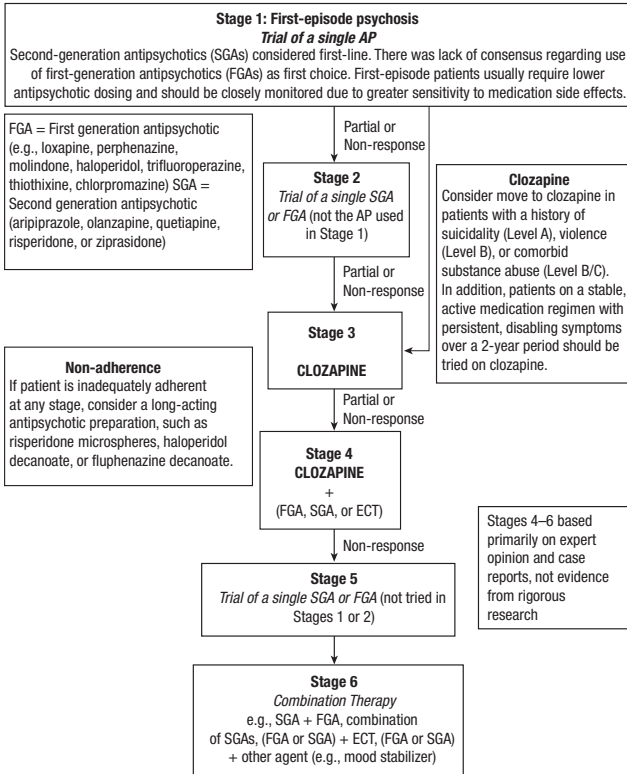 Stage 1: First-episode psychosis
Trial of a single AP
Second-generation antipsychotics (SGAs) considered first-line. There was lack of consensus regarding use
of first-generation antipsychotics (FGAs) as first choice. First-episode patients usually require lower
antipsychotic dosing and should be closely monitored due to greater sensitivity to medication side effects.
FGA = First generation antipsychotic
(e.g., loxapine, perphenazine,
molindone, haloperidol, trifluoperazine,
thiothixine, chlorpromazine) SGA =
Second generation antipsychotic
(aripiprazole, olanzapine, quetiapine,
risperidone, or ziprasidone)
Partial or
Non-response
Stage 2
Trial of a single SGA
or FGA (not the AP used
in Stage 1)
Clozapine
Consider move to clozapine in
patients with a history of
suicidality (Level A), violence
(Level B), or comorbid
substance abuse (Level B/C).
In addition, patients on a stable,
active medication regimen with
persistent, disabling symptoms
over a 2-year period should be
tried on clozapine.
Partial or
Non-response
Stage 3
CLOZAPINE
Non-adherence
If patient is inadequately adherent
at any stage, consider a long-acting
antipsychotic preparation, such as
risperidone microspheres, haloperidol
decanoate, or fluphenazine decanoate.
Partial or
Non-response
Stage 4
CLOZAPINE
+
(FGA, SGA, or ECT)
Stages 4–6 based
primarily on expert
opinion and case
reports, not evidence
from rigorous
research
Non-response
Stage 5
Trial of a single SGA or FGA (not tried in
Stages 1 or 2)
Stage 6
Combination Therapy
e.g., SGA + FGA, combination
of SGAs, (FGA or SGA) + ECT, (FGA or SGA)
+ other agent (e.g., mood stabilizer)